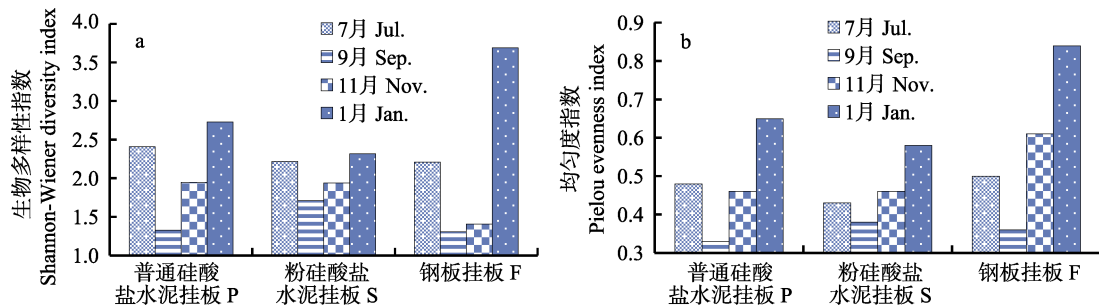 生物多样性指数
Shannon-Wiener diversity index
4.0
3.5
3.0
2.5
2.0
1.5
1.0
a
7月 Jul.
9月 Sep.
11月 Nov.
1月 Jan.
普通硅酸
盐水泥挂板 P
粉硅酸盐
水泥挂板 S
钢板挂板 F
均匀度指数
Pielou evenness index
0.9
0.8
0.7
0.6
0.5
0.4
0.3
b
7月 Jul.
9月 Sep.
11月 Nov.
1月 Jan.
普通硅酸
盐水泥挂板 P
粉硅酸盐
水泥挂板 S
钢板挂板 F